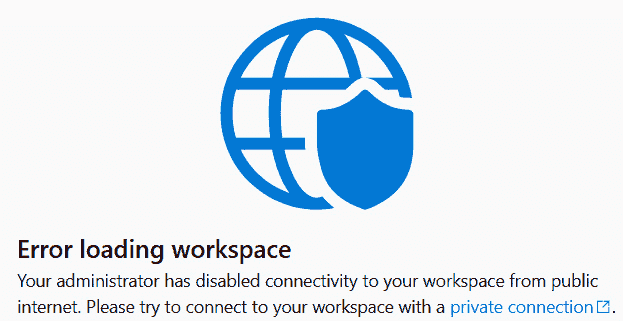 Error loading workspace
Your administrator has disabled connectivity to your workspace from public
internet. Please try to connect to your workspace with a private connection.